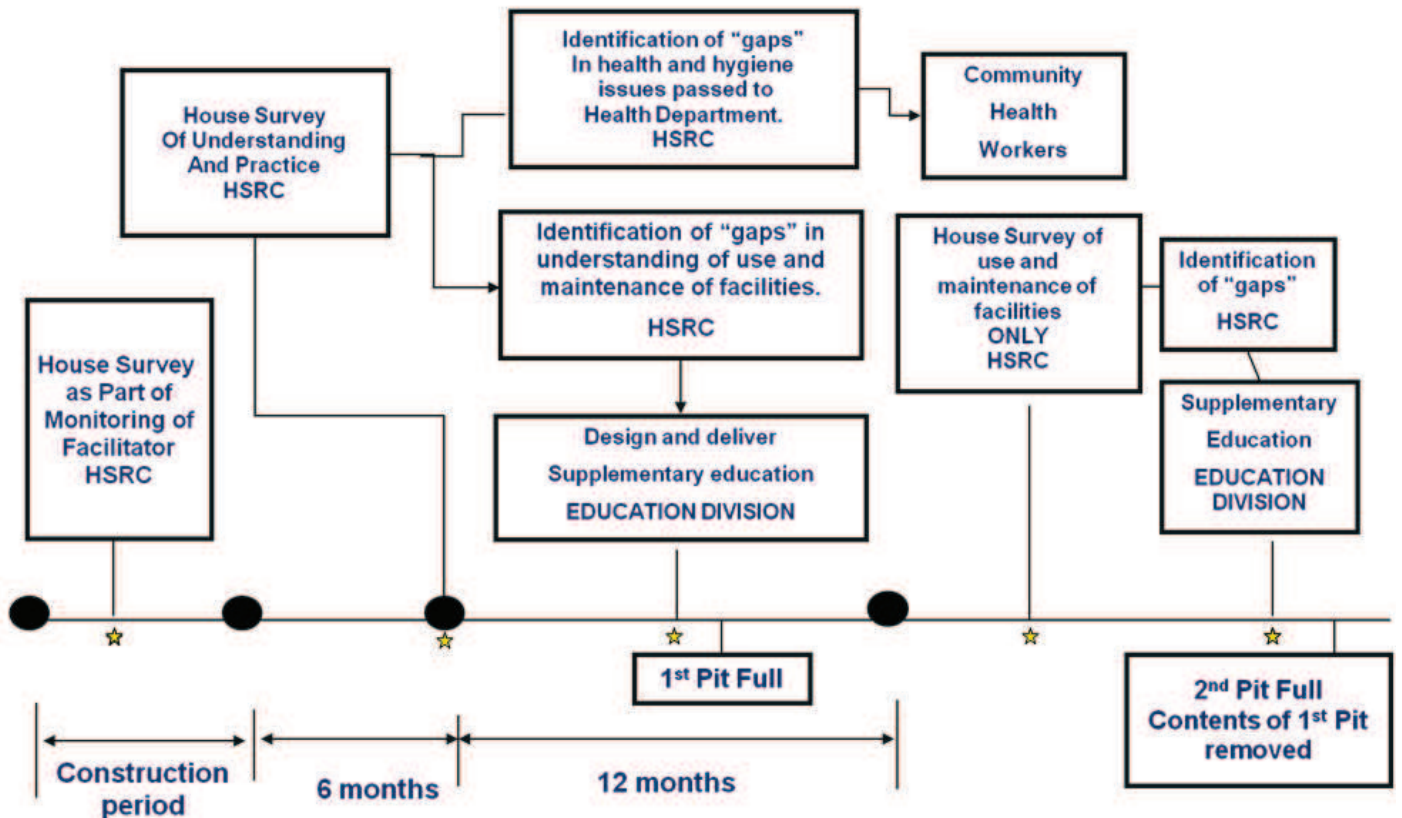 Identification of “gaps”
In health and hygiene
issues passed to
Health Department.
HSRC
Community
Health
Workers
House Survey
Of Understanding
And Practice
HSRC
Identification of “gaps” in
understanding of use and
maintenance of facilities.
HSRC
House Survey of
use and
maintenance of
facilities
ONLY
HSRC
Identification
of “gaps”
HSRC
House Survey
as Part of
Monitoring of
Facilitator
HSRC
Design and deliver
Supplementary education
EDUCATION DIVISION
Supplementary
Education
EDUCATION
DIVISION
1st Pit Full
2nd Pit Full
Contents of 1st Pit
removed
Construction
period
6 months
12 months